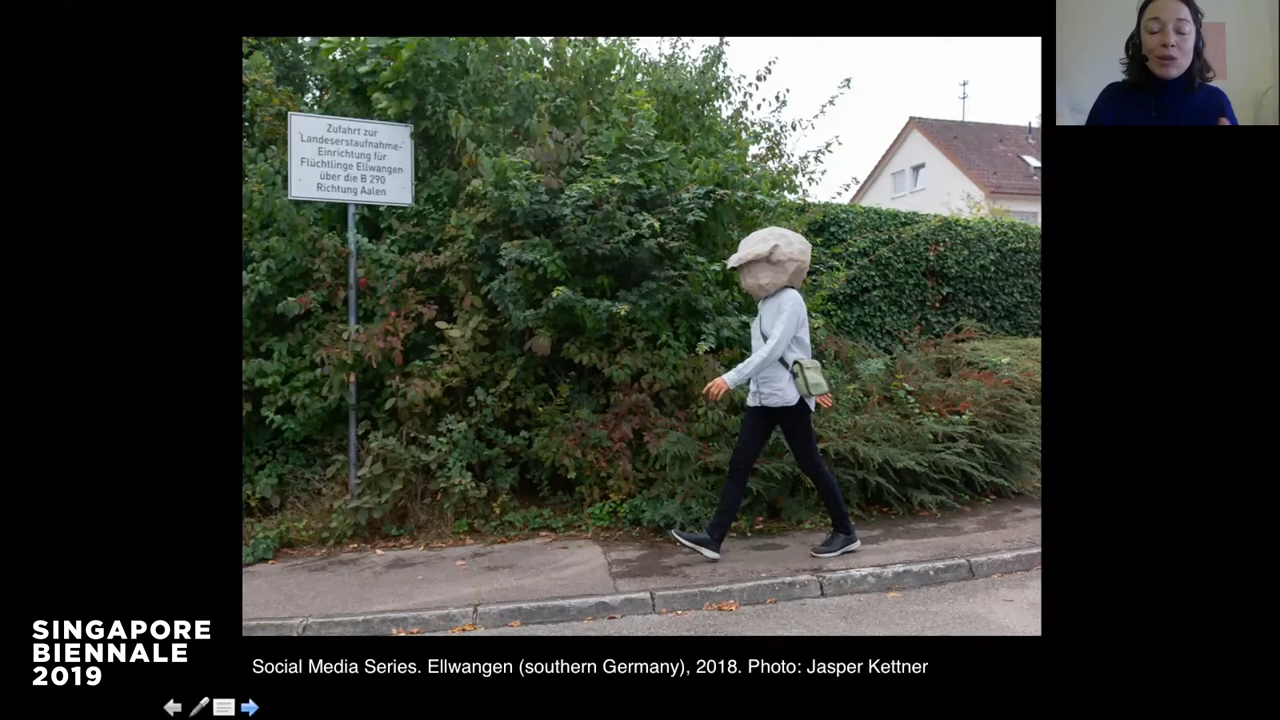 Zufahrt zur
'Landeserstaufnahme-'
Einrichtung für
Flüchtlinge Ellwangen
über die B 290
Richtung Aalen
SINGAPORE
BIENNALE
2019
Social Media Series. Ellwangen (southern Germany), 2018. Photo: Jasper Kettner